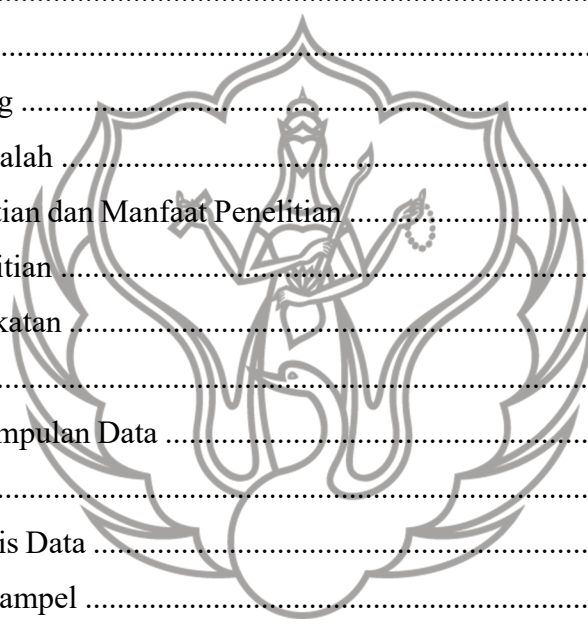 ................................................................
................................................................
g ................................................................
alah ............................................................
tian dan Manfaat Penelitian ..............................
itian ............................................................
katan ............................................................
................................................................
mpulan Data ..................................................
................................................................
is Data ..........................................................
ampel ............................................................